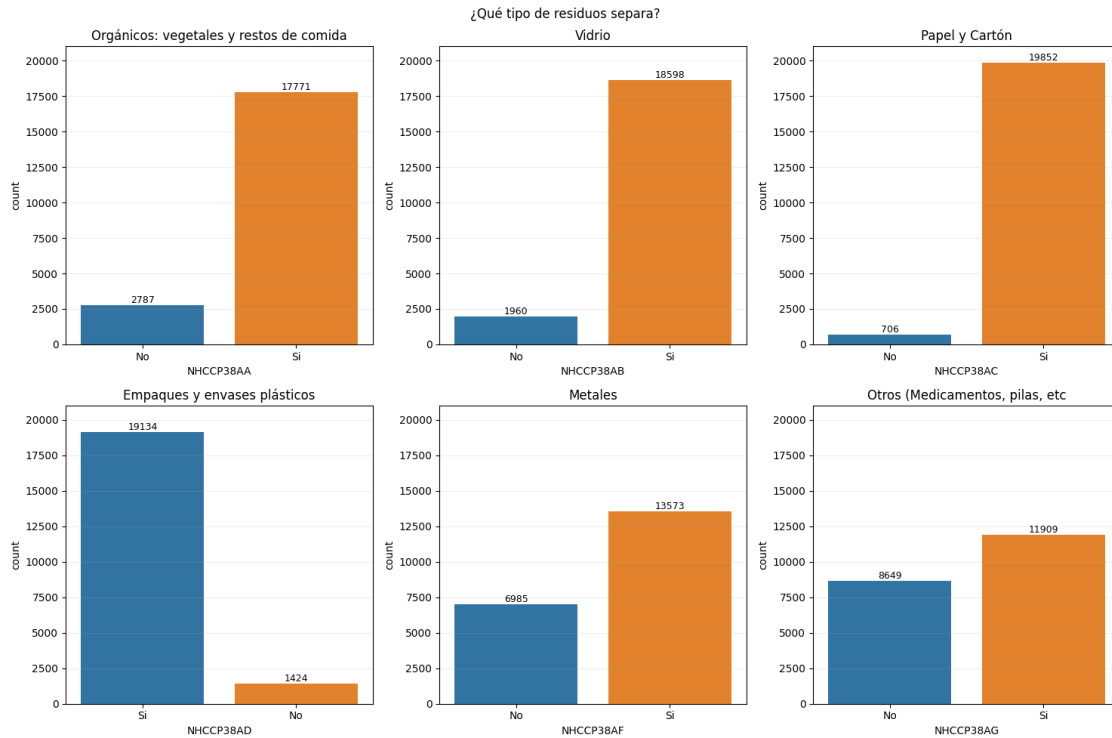 ¿Qué tipo de residuos separa?
Orgánicos: vegetales y restos de comida
20000
17500
15000
12500
10000
7500
5000
2500
0
count
2787
17771
No
Si
NHCCP38AA
Vidrio
20000
17500
15000
12500
10000
7500
5000
2500
0
count
1960
18598
No
Si
NHCCP38AB
Papel y Cartón
20000
17500
15000
12500
10000
7500
5000
2500
0
count
706
19852
No
Si
NHCCP38AC
Empaques y envases plásticos
20000
17500
15000
12500
10000
7500
5000
2500
0
count
19134
1424
Si
No
NHCCP38AD
Metales
20000
17500
15000
12500
10000
7500
5000
2500
0
count
6985
13573
No
Si
NHCCP38AF
Otros (Medicamentos, pilas, etc
20000
17500
15000
12500
10000
7500
5000
2500
0
count
8649
11909
No
Si
NHCCP38AG